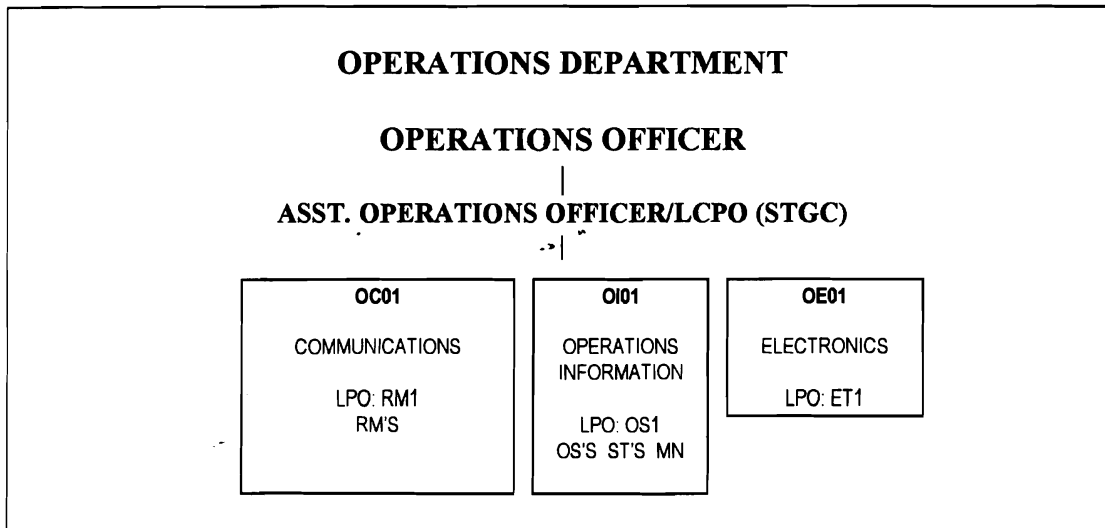 OPERATIONS DEPARTMENT
OPERATIONS OFFICER
ASST. OPERATIONS OFFICER/LCPO (STGC)
OC01
COMMUNICATIONS
LPO: RM1
RM'S
OI01
OPERATIONS
INFORMATION
LPO: OS1
OS'S ST'S MN
OE01
ELECTRONICS
LPO: ET1